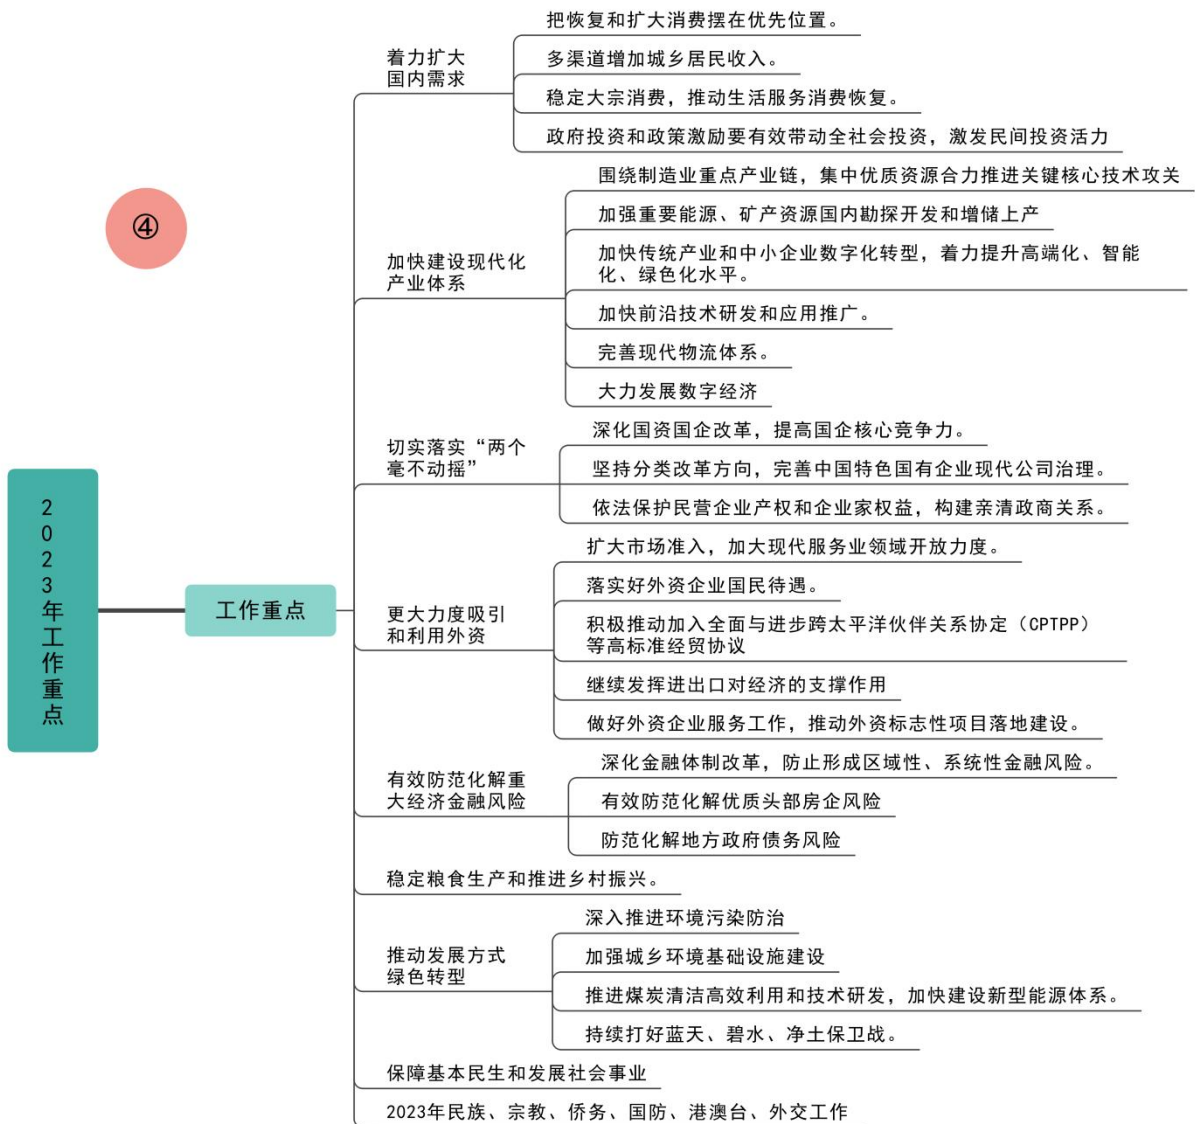 ④
2023年工作重点
工作重点
着力扩大
国内需求
把恢复和扩大消费摆在优先位置。
多渠道增加城乡居民收入。
稳定大宗消费，推动生活服务消费恢复。
政府投资和政策激励要有效带动全社会投资，激发民间投资活力
加快建设现代化
产业体系
围绕制造业重点产业链，集中优质资源合力推进关键核心技术攻关
加强重要能源、矿产资源国内勘探开发和增储上产
加快传统产业和中小企业数字化转型，着力提升高端化、智能
化、绿色化水平。
加快前沿技术研发和应用推广。
完善现代物流体系。
大力发展数字经济
切实落实“两个
毫不动摇”
深化国资国企改革，提高国企核心竞争力。
坚持分类改革方向，完善中国特色国有企业现代公司治理。
依法保护民营企业产权和企业家权益，构建亲清政商关系。
更大力度吸引
和利用外资
扩大市场准入，加大现代服务业领域开放力度。
落实好外资企业国民待遇。
积极推动加入全面与进步跨太平洋伙伴关系协定（CPTPP）
等高标准经贸协议
继续发挥进出口对经济的支撑作用
做好外资企业服务工作，推动外资标志性项目落地建设。
有效防范化解重
大经济金融风险
深化金融体制改革，防止形成区域性、系统性金融风险。
有效防范化解优质头部房企风险
防范化解地方政府债务风险
稳定粮食生产和推进乡村振兴。
推动发展方式
绿色转型
深入推进环境污染防治
加强城乡环境基础设施建设
推进煤炭清洁高效利用和技术研发，加快建设新型能源体系。
持续打好蓝天、碧水、净土保卫战。
保障基本民生和发展社会事业
2023年民族、宗教、侨务、国防、港澳台、外交工作